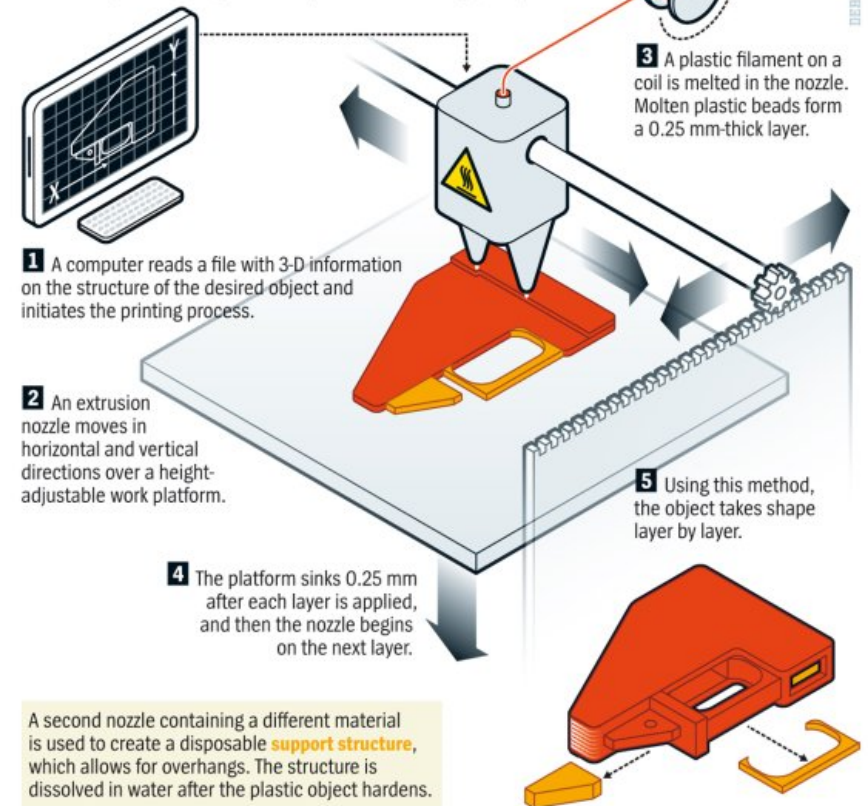 3 A plastic filament on a
coil is melted in the nozzle.
Molten plastic beads form
a 0.25 mm-thick layer.
Y
X
1 A computer reads a file with 3-D information
on the structure of the desired object and
initiates the printing process.
2 An extrusion
nozzle moves in
horizontal and vertical
directions over a height-
adjustable work platform.
5 Using this method,
the object takes shape
layer by layer.
4 The platform sinks 0.25 mm
after each layer is applied,
and then the nozzle begins
on the next layer.
A second nozzle containing a different material
is used to create a disposable support structure,
which allows for overhangs. The structure is
dissolved in water after the plastic object hardens.